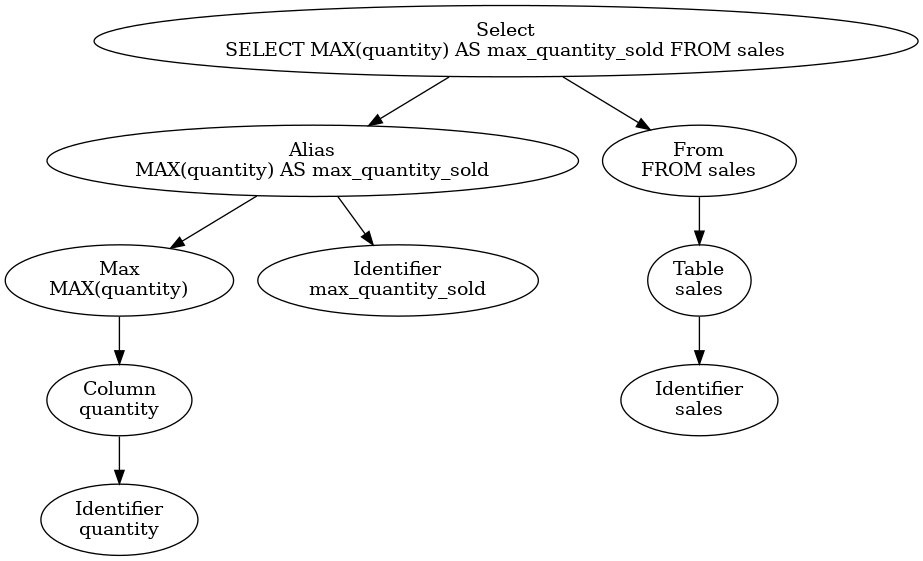 Select
SELECT MAX(quantity) AS max_quantity_sold FROM sales
Alias
MAX(quantity) AS max_quantity_sold
From
FROM sales
Max
MAX(quantity)
Identifier
max_quantity_sold
Table
sales
Column
quantity
Identifier
sales
Identifier
quantity